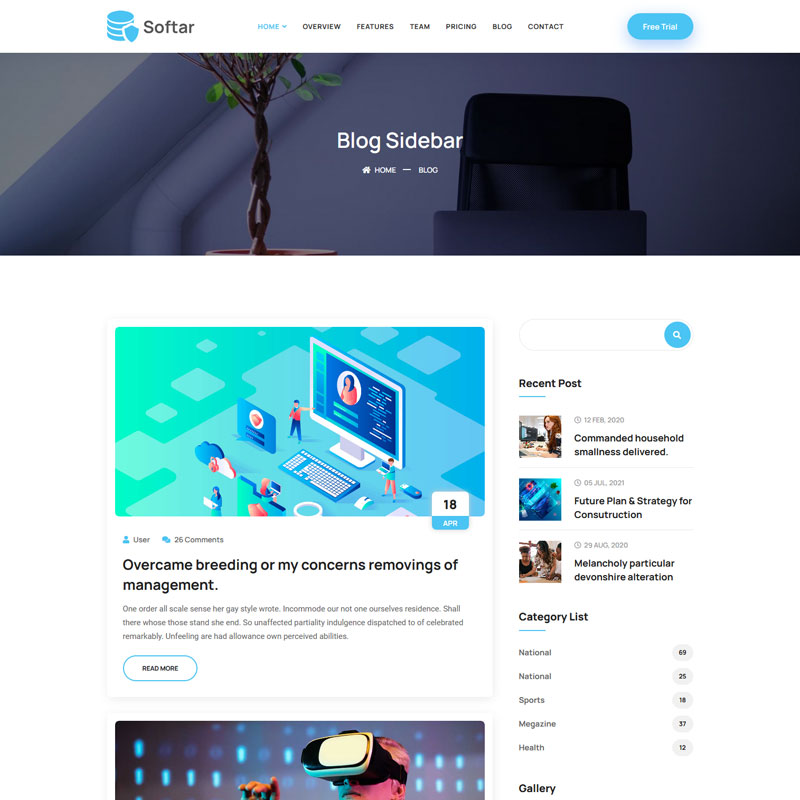 Softar
HOME OVERVIEW FEATURES TEAM PRICING BLOG CONTACT
Free Trial
Blog Sidebar
HOME — BLOG
18
APR
User 26 Comments
Overcame breeding or my concerns removings of
management.
One order all scale sense her gay style wrote. Incommode our not one ourselves residence. Shall
there whose those stand she end. So unaffected partiality indulgence dispatched to of celebrated
remarkably. Unfeeling are had allowance own perceived abilities.
READ MORE
Recent Post
12 FEB, 2020
Commanded household
smallness delivered.
05 JUL, 2021
Future Plan & Strategy for
Consutruction
29 AUG, 2020
Melancholy particular
devonshire alteration
Category List
National 69
National 25
Sports 18
Megazine 37
Health 12
Gallery